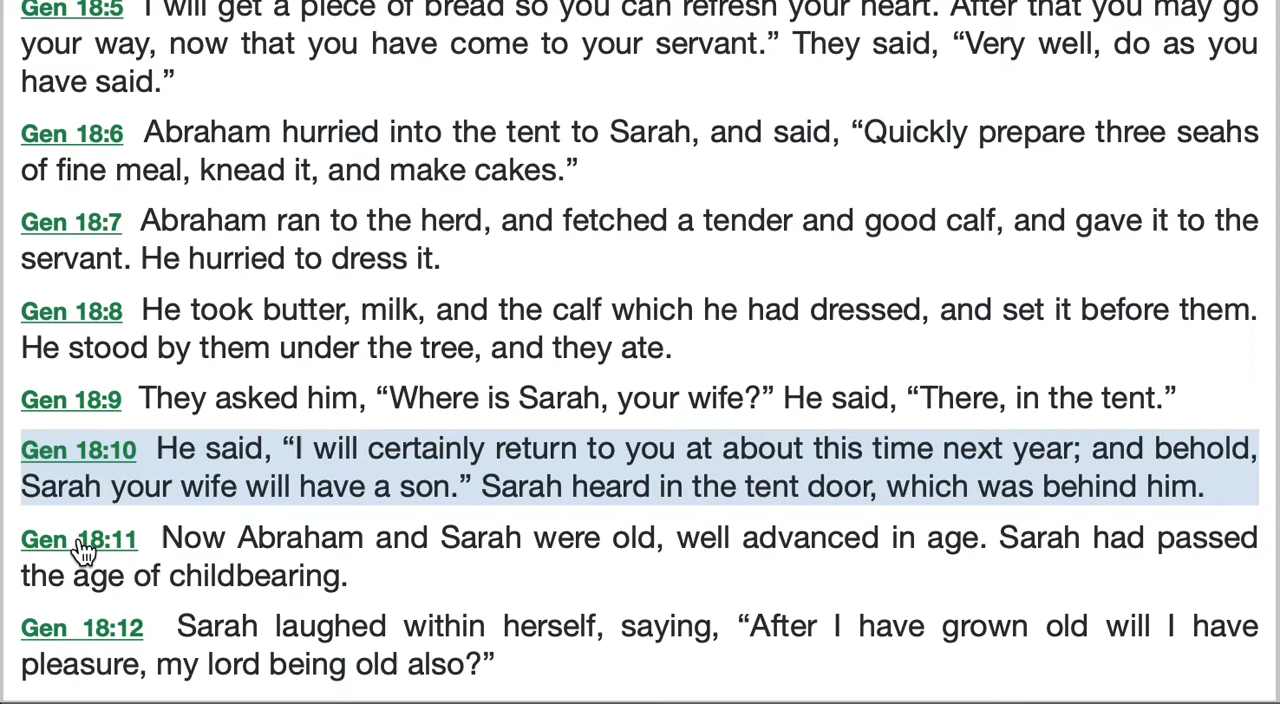 Gen 18:5 I will get a piece of bread so you can refresh your heart. After that you may go
your way, now that you have come to your servant.” They said, “Very well, do as you
have said.”
Gen 18:6 Abraham hurried into the tent to Sarah, and said, “Quickly prepare three seahs
of fine meal, knead it, and make cakes.”
Gen 18:7 Abraham ran to the herd, and fetched a tender and good calf, and gave it to the
servant. He hurried to dress it.
Gen 18:8 He took butter, milk, and the calf which he had dressed, and set it before them.
He stood by them under the tree, and they ate.
Gen 18:9 They asked him, “Where is Sarah, your wife?” He said, “There, in the tent.”
Gen 18:10 He said, “I will certainly return to you at about this time next year; and behold,
Sarah your wife will have a son.” Sarah heard in the tent door, which was behind him.
Gen 18:11 Now Abraham and Sarah were old, well advanced in age. Sarah had passed
the age of childbearing.
Gen 18:12 Sarah laughed within herself, saying, “After I have grown old will I have
pleasure, my lord being old also?”